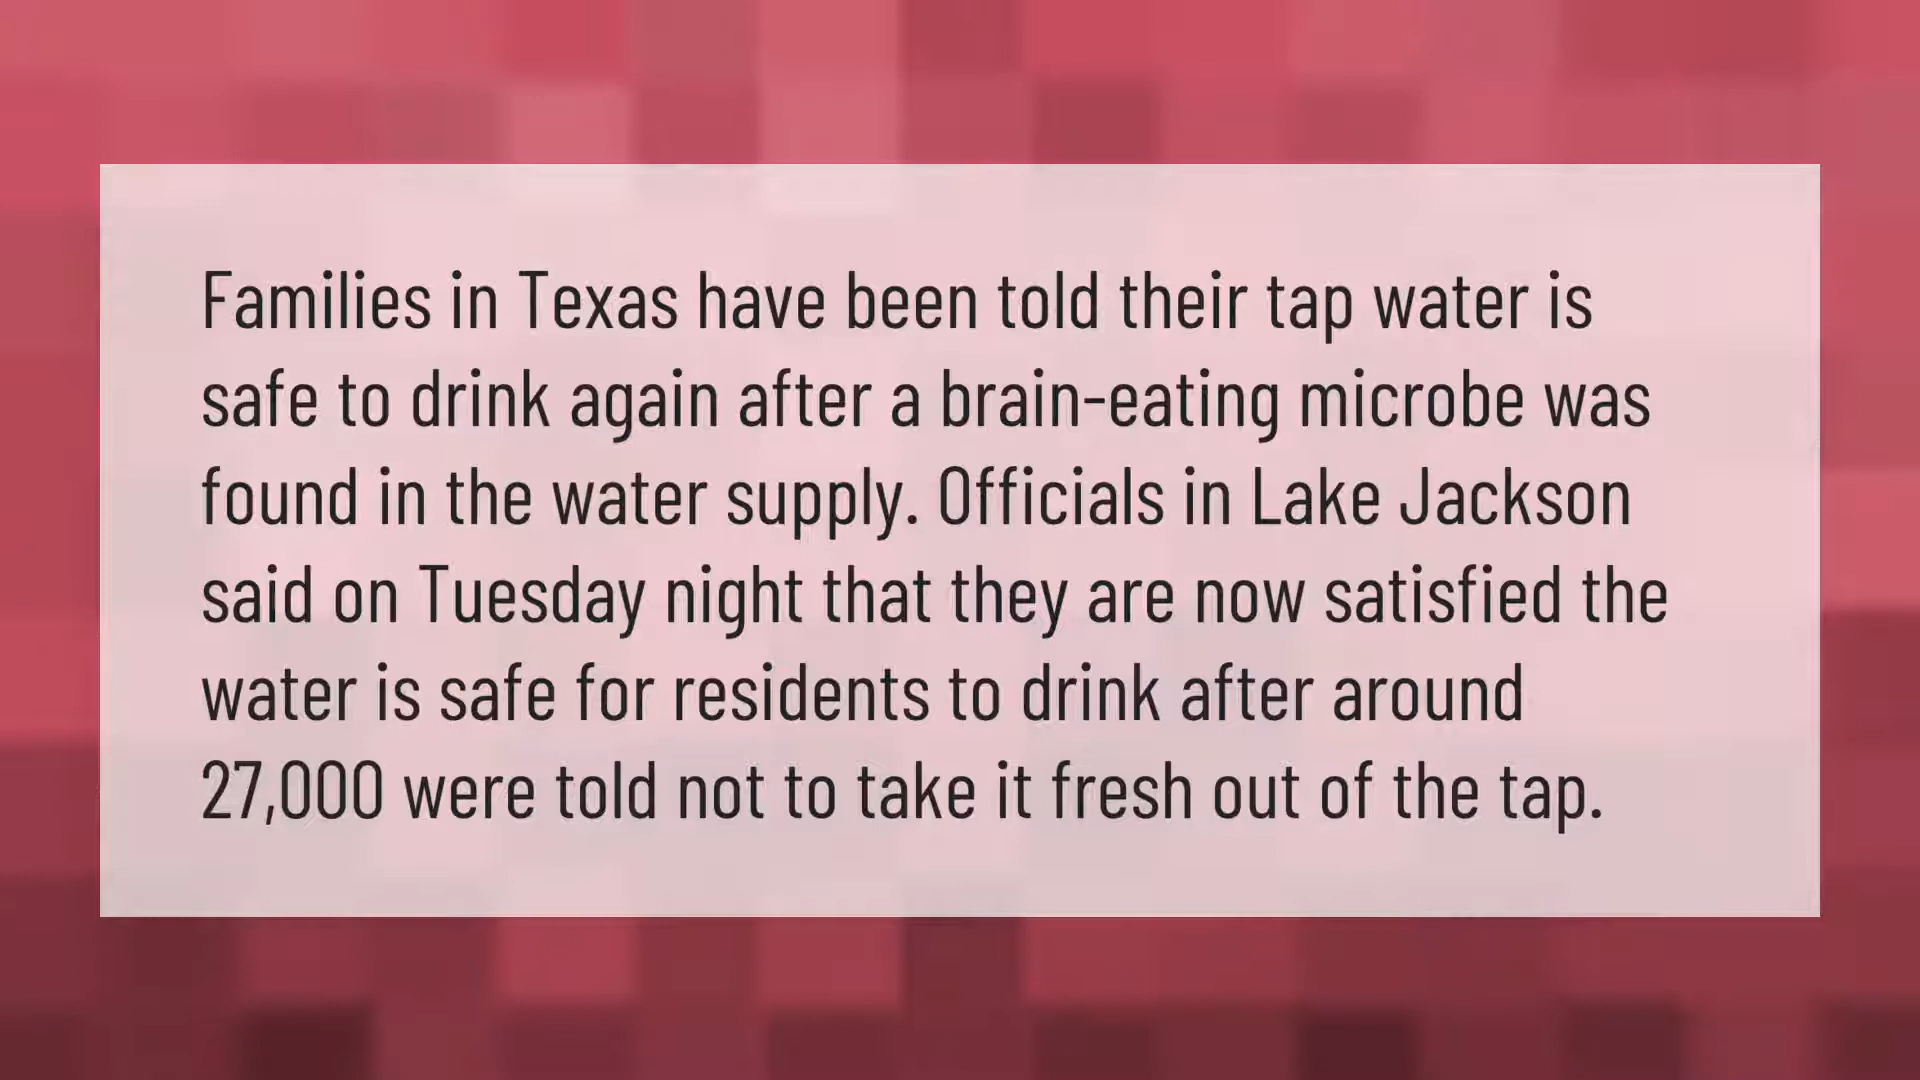 Families in Texas have been told their tap water is
safe to drink again after a brain-eating microbe was
found in the water supply. Officials in Lake Jackson
said on Tuesday night that they are now satisfied the
water is safe for residents to drink after around
27,000 were told not to take it fresh out of the tap.